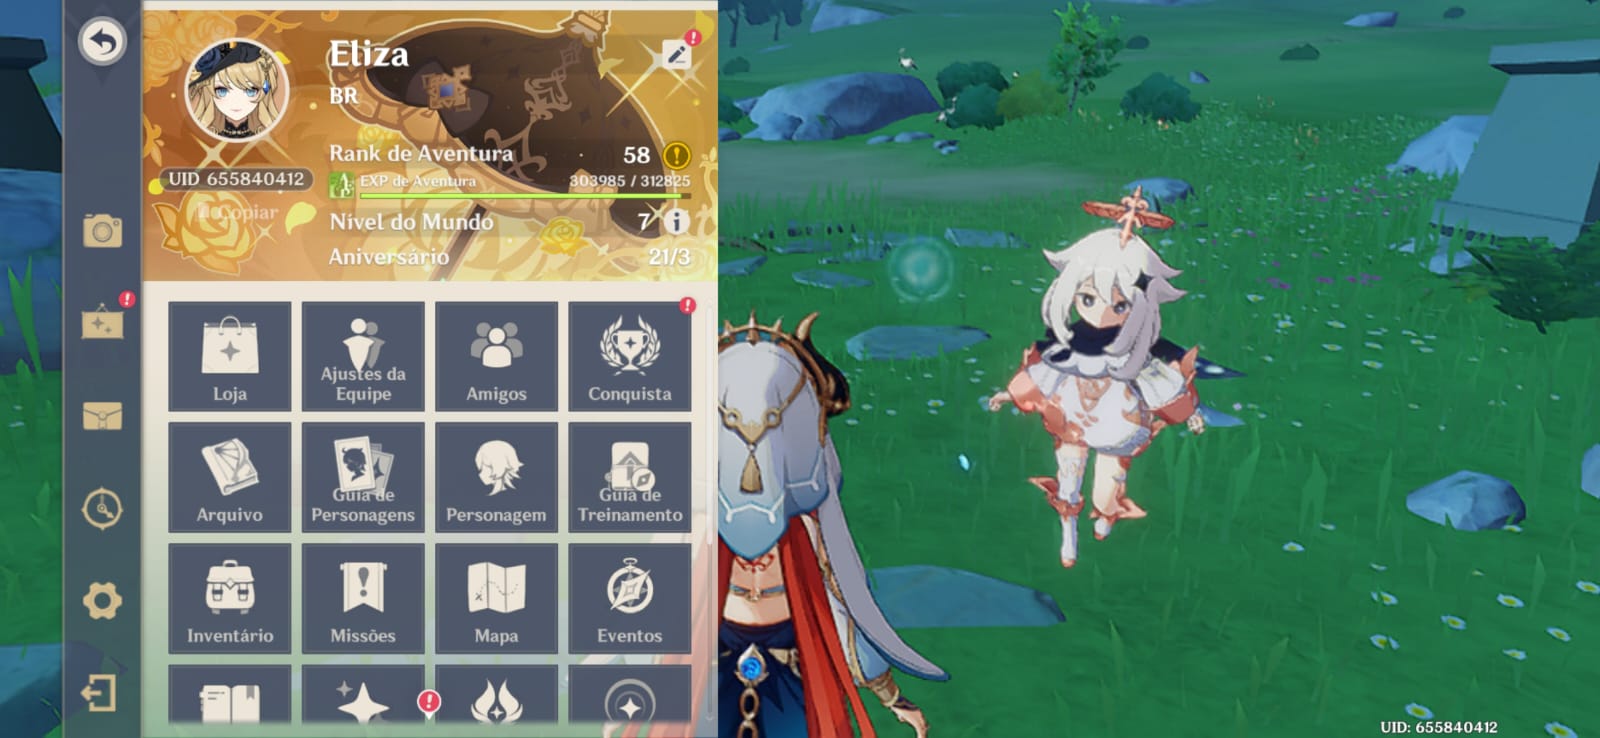 Eliza
BR
Rank de Aventura 58
UID 655840412
EXP de Aventura 303985 / 312825
Copiar
Nível do Mundo 7
Aniversário 21/3
Loja
Ajustes da Equipe
Amigos
Conquista
Arquivo
Guia de Personagens
Personagem
Guia de Treinamento
Inventário
Missões
Mapa
Eventos
UID: 655840412